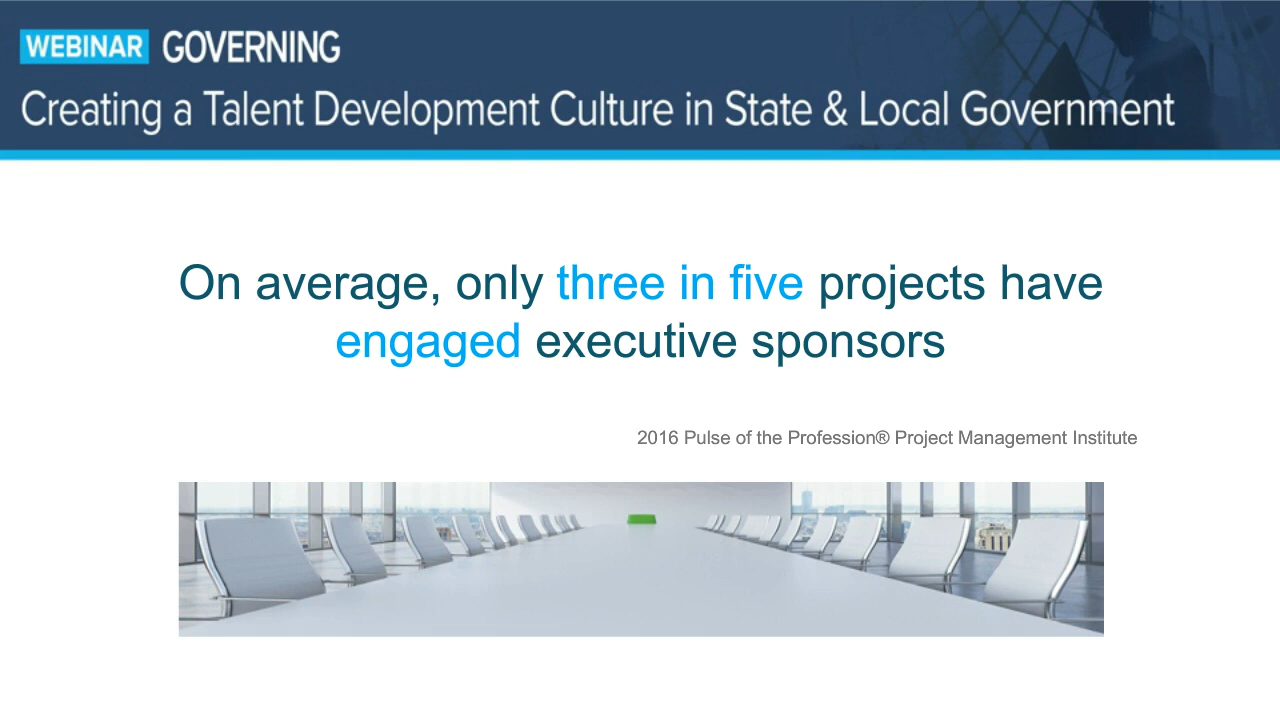 WEBINAR GOVERNING
Creating a Talent Development Culture in State & Local Government
On average, only three in five projects have
engaged executive sponsors
2016 Pulse of the Profession® Project Management Institute